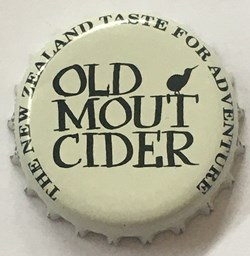 THE NEW ZEALAND TASTE FOR ADVENTURE
OLD
MOUT
CIDER